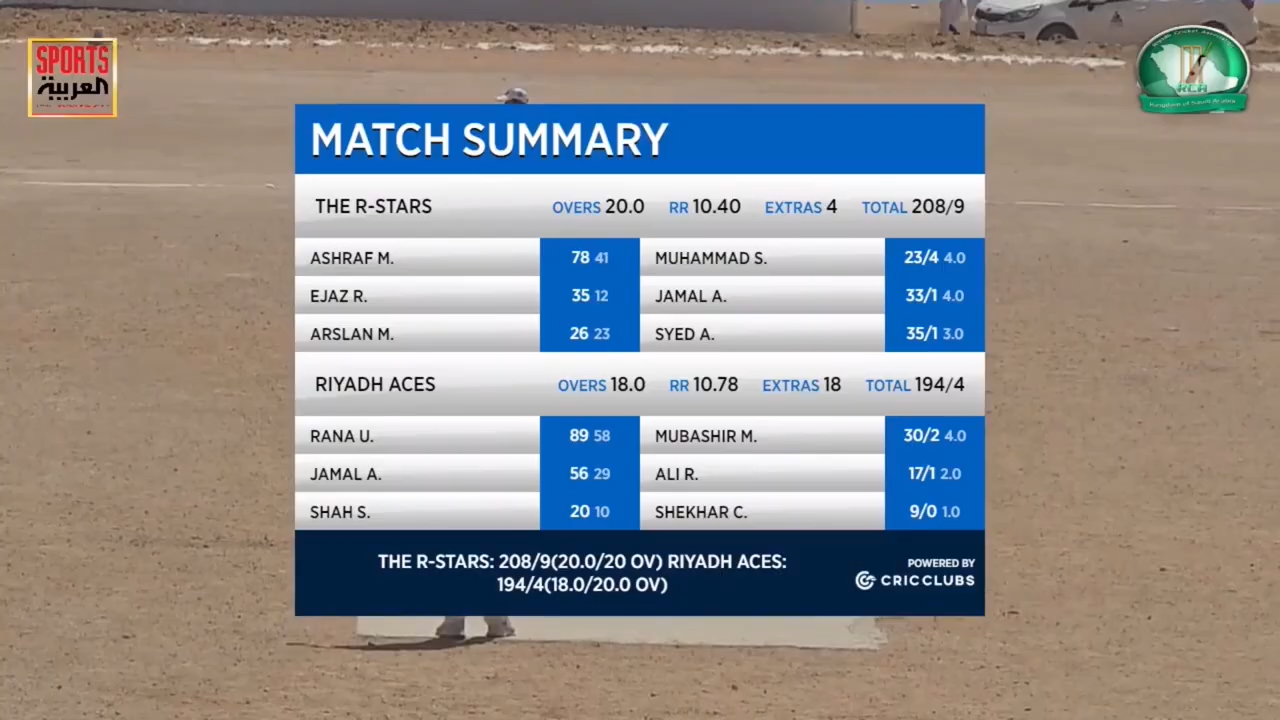 SPORTS
العربية
KCA
Kingdom of Saudi Arabia
MATCH SUMMARY
THE R-STARS OVERS 20.0 RR 10.40 EXTRAS 4 TOTAL 208/9
ASHRAF M. 78 41 MUHAMMAD S. 23/4 4.0
EJAZ R. 35 12 JAMAL A. 33/1 4.0
ARSLAN M. 26 23 SYED A. 35/1 3.0
RIYADH ACES OVERS 18.0 RR 10.78 EXTRAS 18 TOTAL 194/4
RANA U. 89 58 MUBASHIR M. 30/2 4.0
JAMAL A. 56 29 ALI R. 17/1 2.0
SHAH S. 20 10 SHEKHAR C. 9/0 1.0
THE R-STARS: 208/9(20.0/20 OV) RIYADH ACES:
194/4(18.0/20.0 OV)
POWERED BY
CRICCLUBS